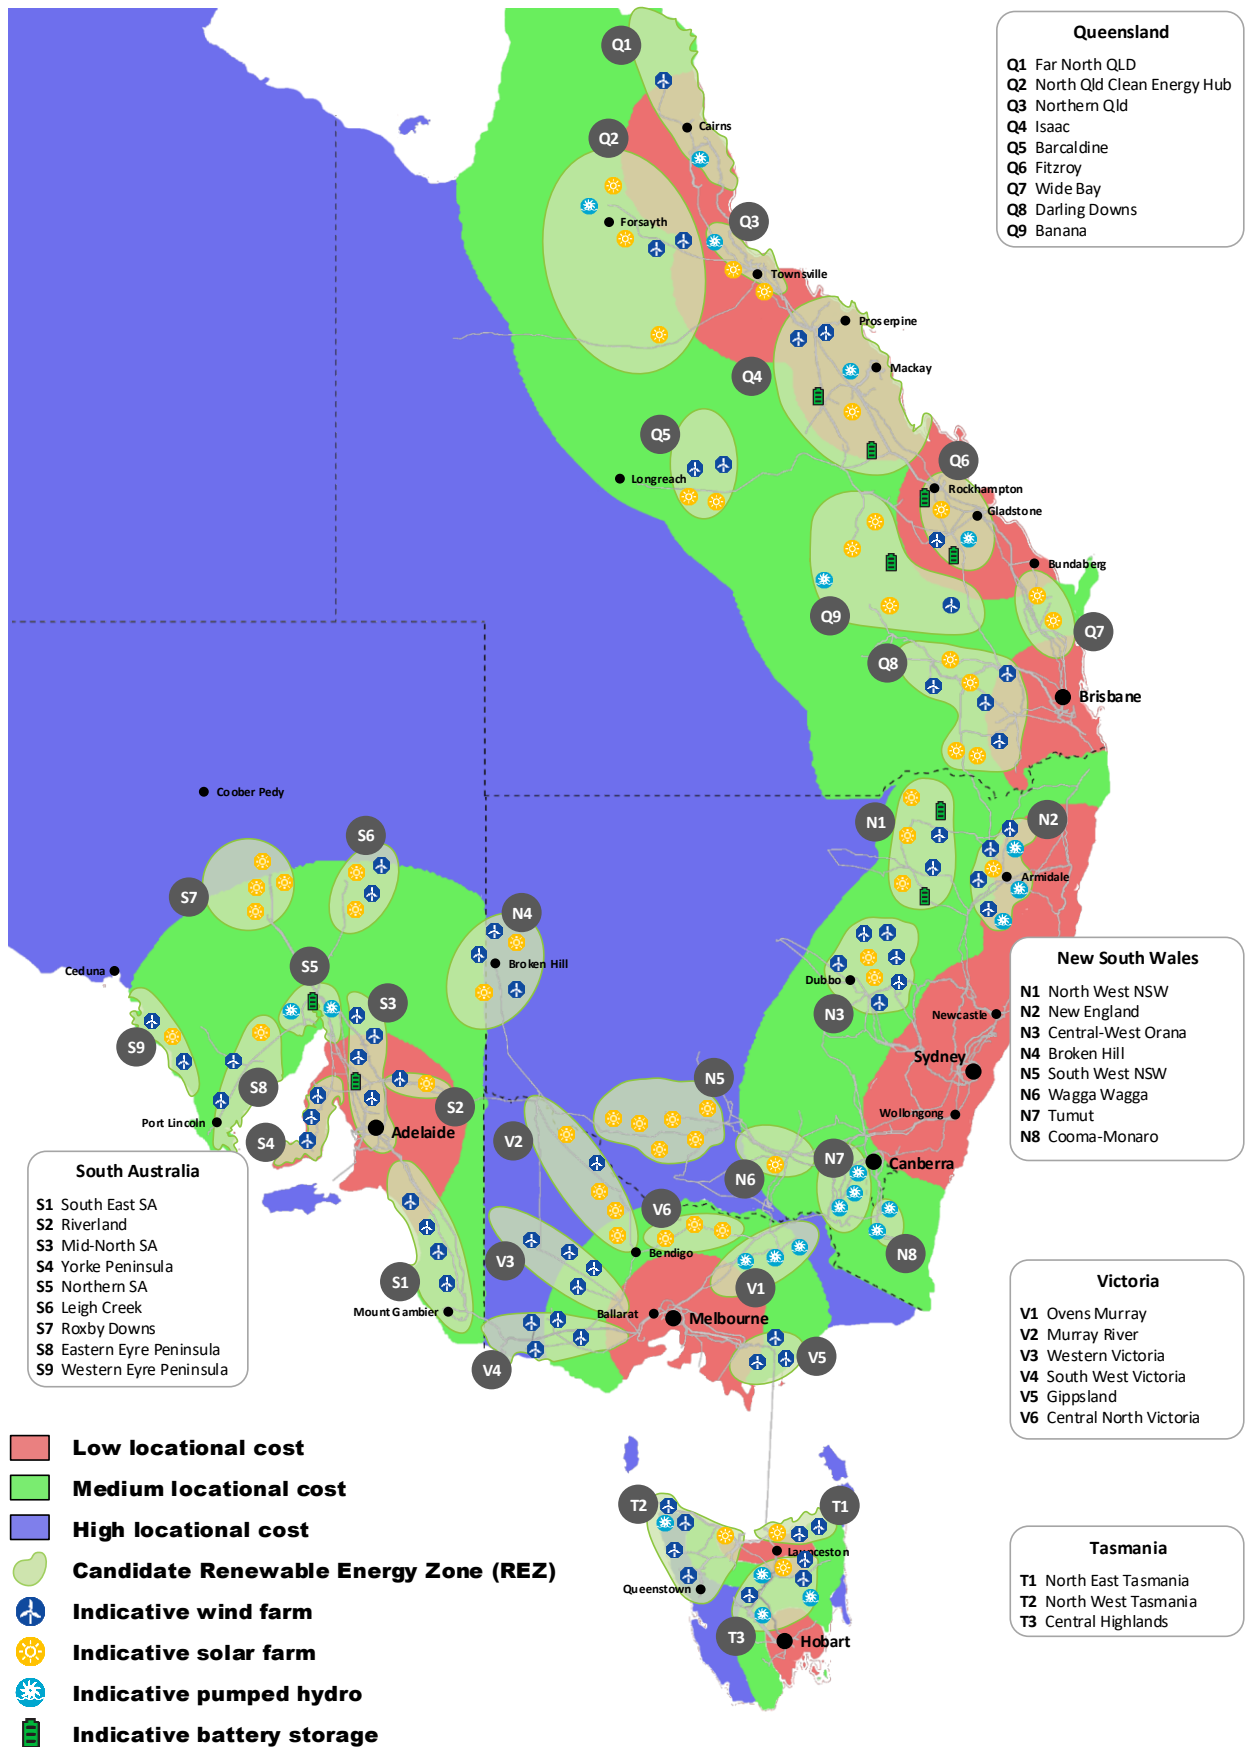 Queensland
Q1 Far North QLD
Q2 North Qld Clean Energy Hub
Q3 Northern Qld
Q4 Isaac
Q5 Barcaldine
Q6 Fitzroy
Q7 Wide Bay
Q8 Darling Downs
Q9 Banana
Q1
Cairns
Q2
Forsayth
Q3
Townsville
Proserpine
Q4
Mackay
Q5
Longreach
Q6
Rockhampton
Gladstone
Bundaberg
Q9
Q7
Q8
Brisbane
Coober Pedy
N1
N2
Armidale
S6
S7
N4
Broken Hill
Ceduna
S5
S3
Dubbo
N3
Newcastle
Sydney
S9
S8
S2
N5
Wollongong
Port Lincoln
Adelaide
S4
V2
N7
Canberra
N6
New South Wales
N1 North West NSW
N2 New England
N3 Central-West Orana
N4 Broken Hill
N5 South West NSW
N6 Wagga Wagga
N7 Tumut
N8 Cooma-Monaro
South Australia
S1 South East SA
S2 Riverland
S3 Mid-North SA
S4 Yorke Peninsula
S5 Northern SA
S6 Leigh Creek
S7 Roxby Downs
S8 Eastern Eyre Peninsula
S9 Western Eyre Peninsula
V6
Bendigo
N8
V3
S1
V1
Mount Gambier
Ballarat
Melbourne
V4
V5
Victoria
V1 Ovens Murray
V2 Murray River
V3 Western Victoria
V4 South West Victoria
V5 Gippsland
V6 Central North Victoria
T2
T1
Launceston
Queenstown
T3
Hobart
Tasmania
T1 North East Tasmania
T2 North West Tasmania
T3 Central Highlands
Low locational cost
Medium locational cost
High locational cost
Candidate Renewable Energy Zone (REZ)
Indicative wind farm
Indicative solar farm
Indicative pumped hydro
Indicative battery storage